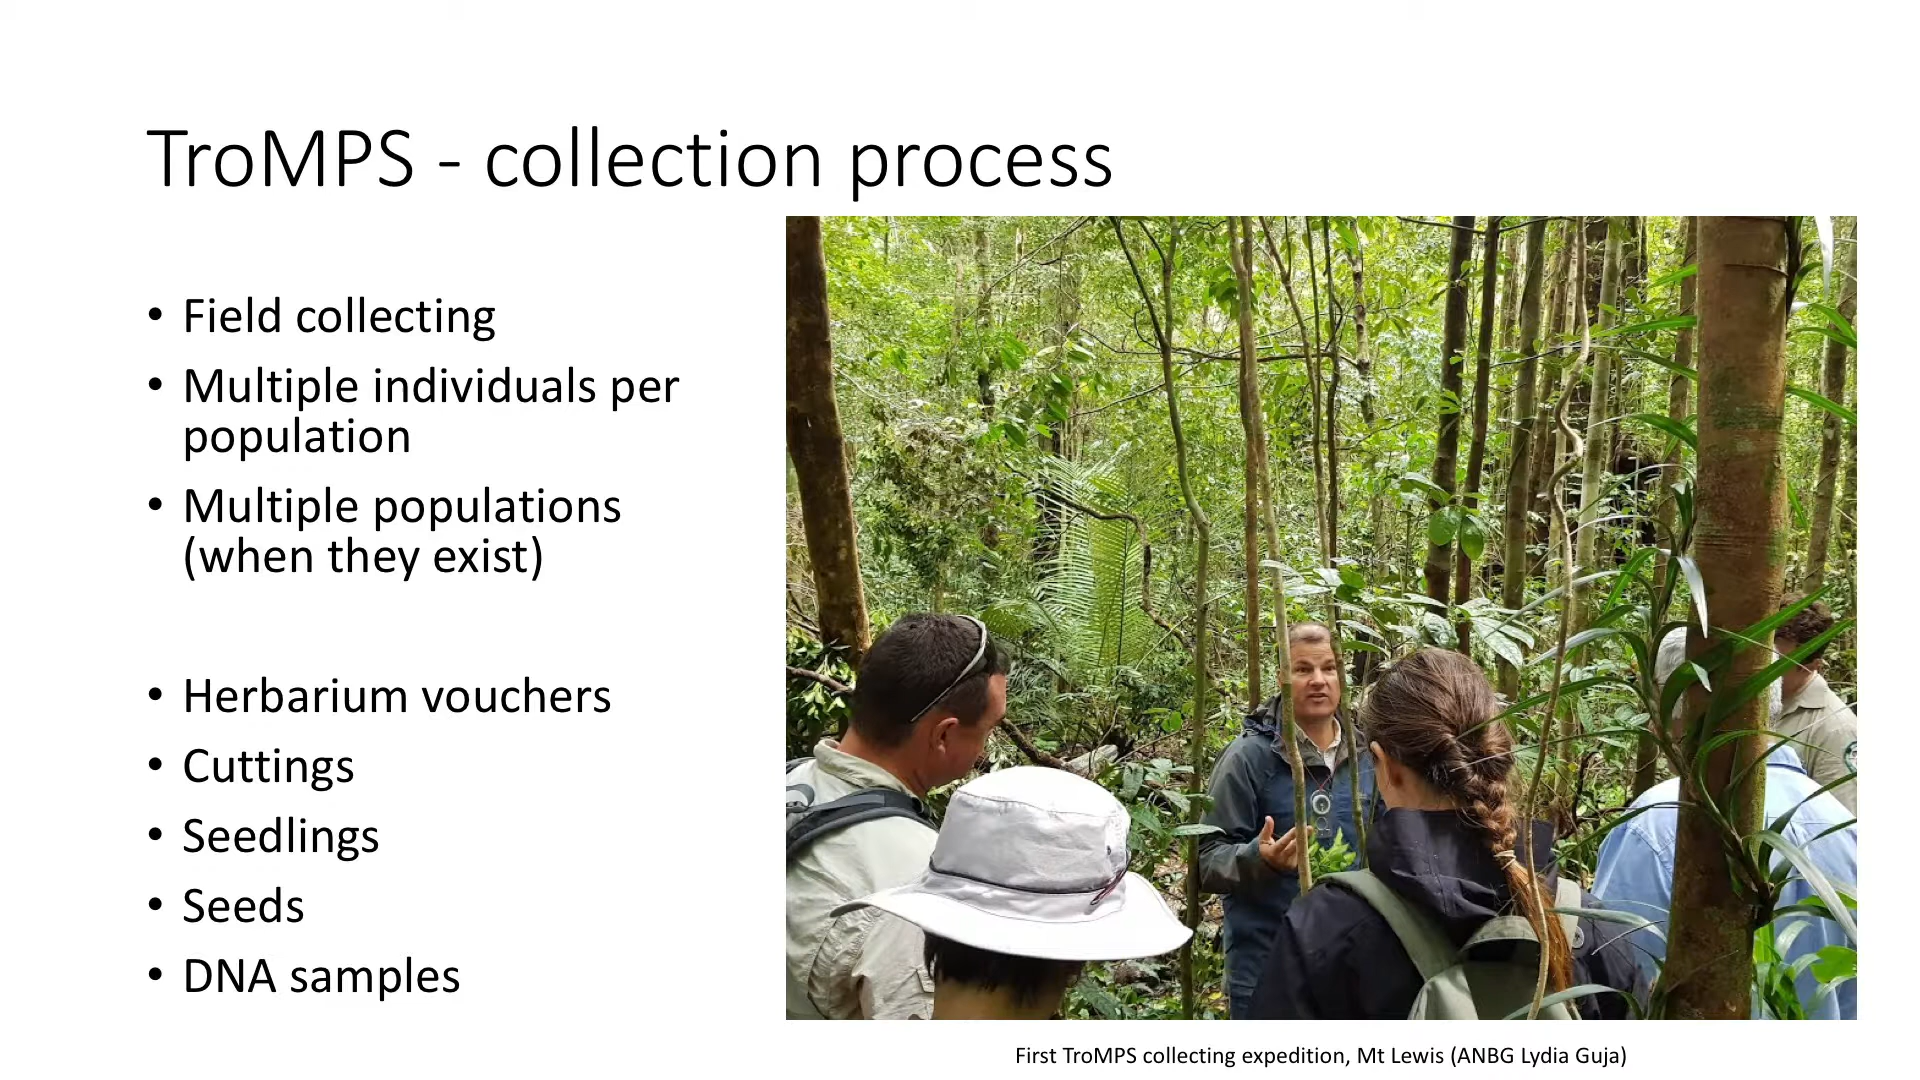 TroMPS - collection process
• Field collecting
• Multiple individuals per
population
• Multiple populations
(when they exist)
• Herbarium vouchers
• Cuttings
• Seedlings
• Seeds
• DNA samples
First TroMPS collecting expedition, Mt Lewis (ANBG Lydia Guja)